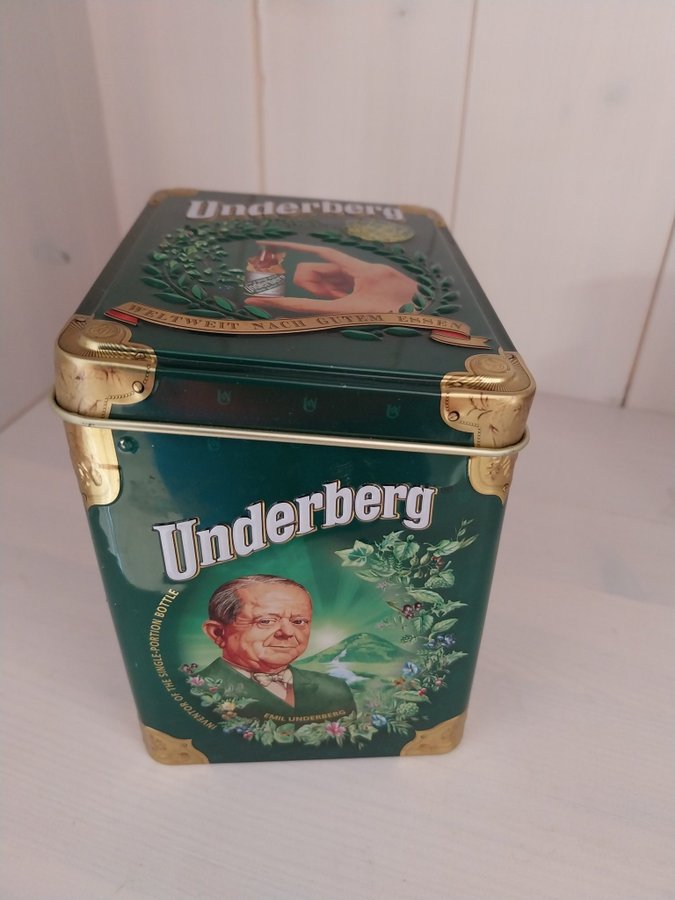 Underberg
Underberg
WELTWEIT NACH GUTEM ESSEN
Underberg
INVENTOR OF THE SINGLE-PORTION BOTTLE
EMIL UNDERBERG